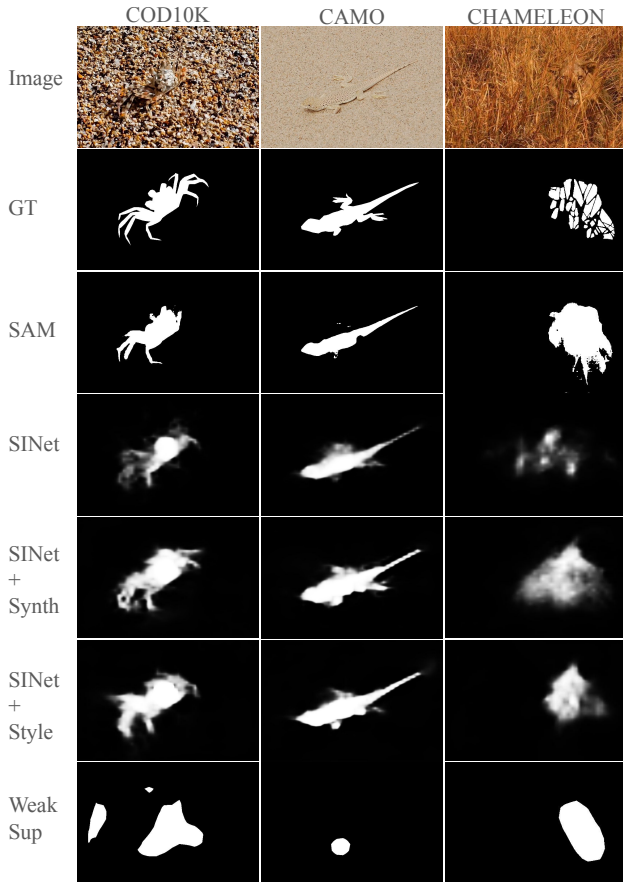 COD10K CAMO CHAMELEON
Image
GT
SAM
SINet
SINet
+
Synth
SINet
+
Style
Weak
Sup